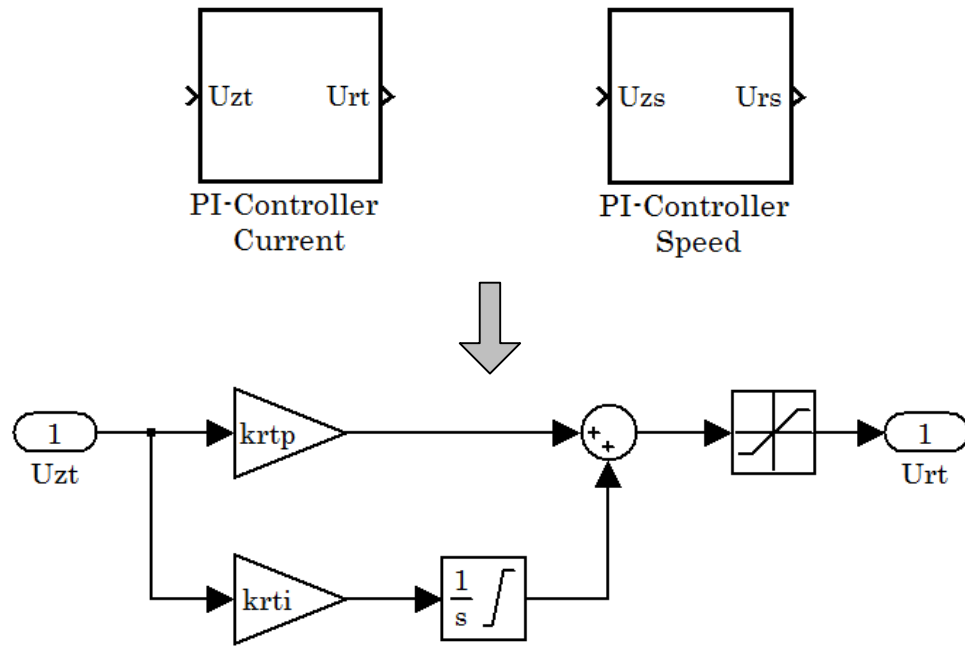 Uzt Urt
Uzs Urs
PI-Controller
Current
PI-Controller
Speed
1
Uzt
krtp
+
+
1
Urt
krti
1
s